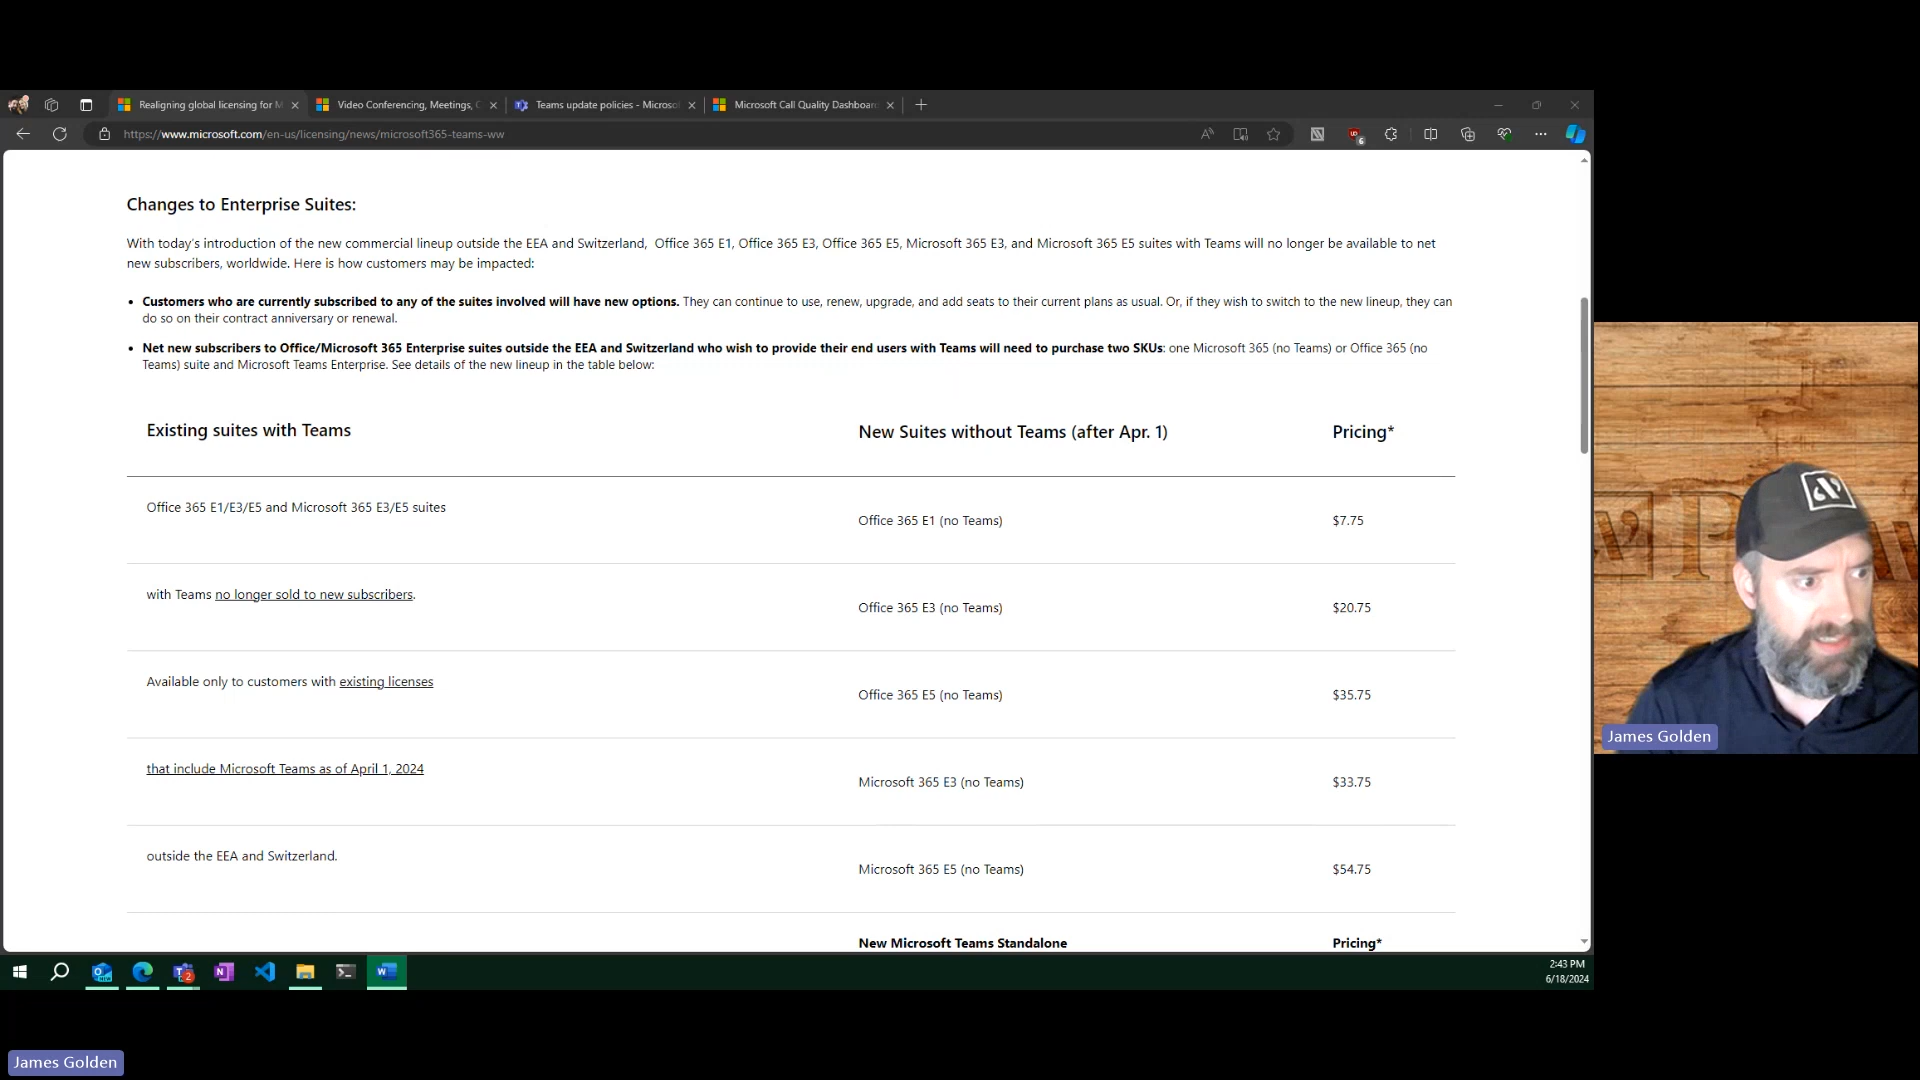 Realigning global licensing for M
Video Conferencing, Meetings, C
Teams update policies - Microso
Microsoft Call Quality Dashboar
https://www.microsoft.com/en-us/licensing/news/microsoft365-teams-ww
6
Changes to Enterprise Suites:
With today's introduction of the new commercial lineup outside the EEA and Switzerland, Office 365 E1, Office 365 E3, Office 365 E5, Microsoft 365 E3, and Microsoft 365 E5 suites with Teams will no longer be available to net
new subscribers, worldwide. Here is how customers may be impacted:
• Customers who are currently subscribed to any of the suites involved will have new options. They can continue to use, renew, upgrade, and add seats to their current plans as usual. Or, if they wish to switch to the new lineup, they can
do so on their contract anniversary or renewal.
• Net new subscribers to Office/Microsoft 365 Enterprise suites outside the EEA and Switzerland who wish to provide their end users with Teams will need to purchase two SKUs: one Microsoft 365 (no Teams) or Office 365 (no
Teams) suite and Microsoft Teams Enterprise. See details of the new lineup in the table below:
Existing suites with Teams
New Suites without Teams (after Apr. 1)
Pricing*
Office 365 E1/E3/E5 and Microsoft 365 E3/E5 suites
Office 365 E1 (no Teams)
$7.75
with Teams no longer sold to new subscribers.
Office 365 E3 (no Teams)
$20.75
Available only to customers with existing licenses
Office 365 E5 (no Teams)
$35.75
that include Microsoft Teams as of April 1, 2024
Microsoft 365 E3 (no Teams)
$33.75
outside the EEA and Switzerland.
Microsoft 365 E5 (no Teams)
$54.75
New Microsoft Teams Standalone
Pricing*
2:43 PM
6/18/2024
James Golden
James Golden